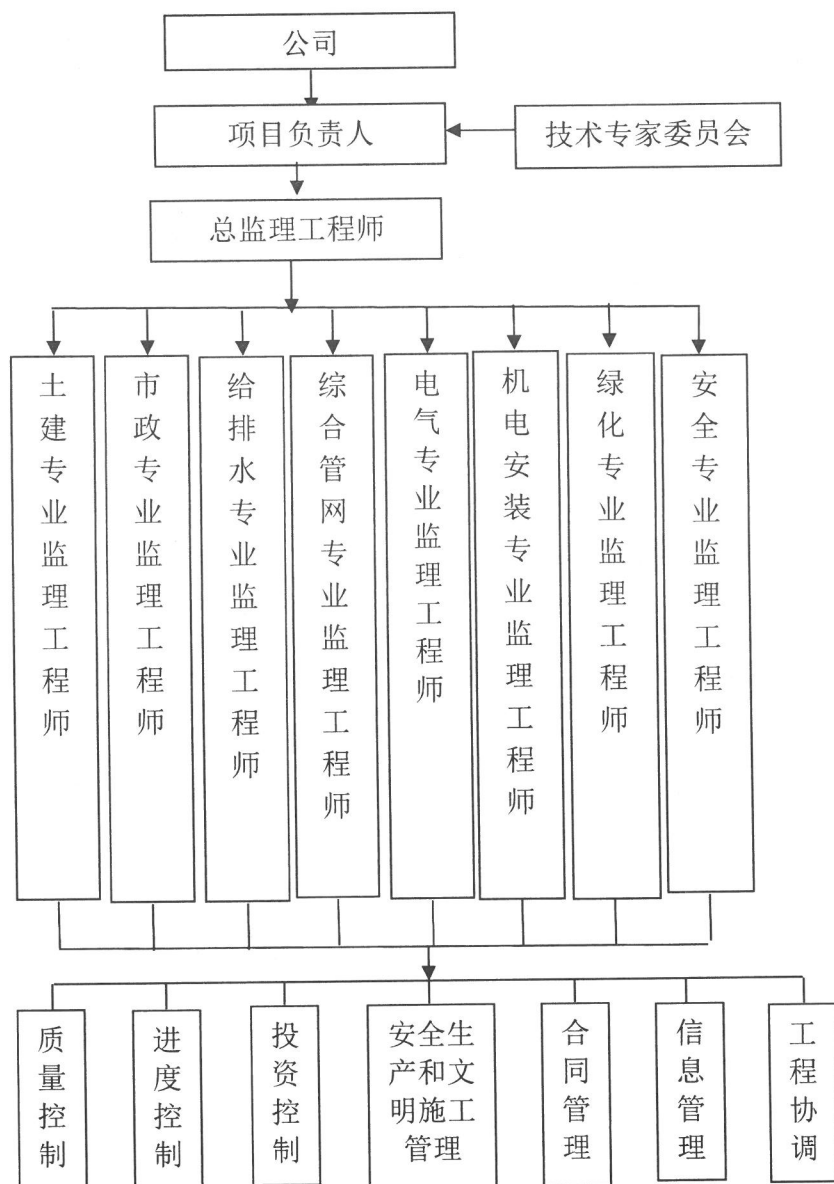 公司
项目负责人
技术专家委员会
总监理工程师
土建专业监理工程师
市政专业监理工程师
给排水专业监理工程师
综合管网专业监理工程师
电气专业监理工程师
机电安装专业监理工程师
绿化专业监理工程师
安全专业监理工程师
质量控制
进度控制
投资控制
安全生
产和文
明施工
管理
合同管理
信息管理
工程协调